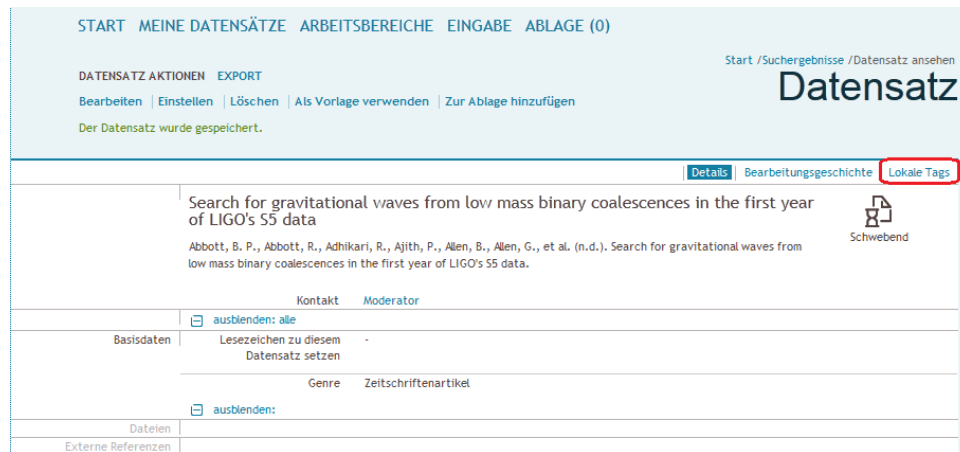 START MEINE DATENSÄTZE ARBEITSBEREICHE EINGABE ABLAGE (0)
Start /Suchergebnisse /Datensatz ansehen
Datensatz
DATENSATZ AKTIONEN EXPORT
Bearbeiten | Einstellen | Löschen | Als Vorlage verwenden | Zur Ablage hinzufügen
Der Datensatz wurde gespeichert.
Details | Bearbeitungsgeschichte Lokale Tags
Search for gravitational waves from low mass binary coalescences in the first year
of LIGO's S5 data
Schwebend
Abbott, B. P., Abbott, R., Adhikari, R., Ajith, P., Allen, B., Allen, G., et al. (n.d.). Search for gravitational waves from
low mass binary coalescences in the first year of LIGO's S5 data.
Kontakt Moderator
ausblenden: alle
Basisdaten Lesezeichen zu diesem -
Datensatz setzen
Genre Zeitschriftenartikel
ausblenden:
Dateien
Externe Referenzen